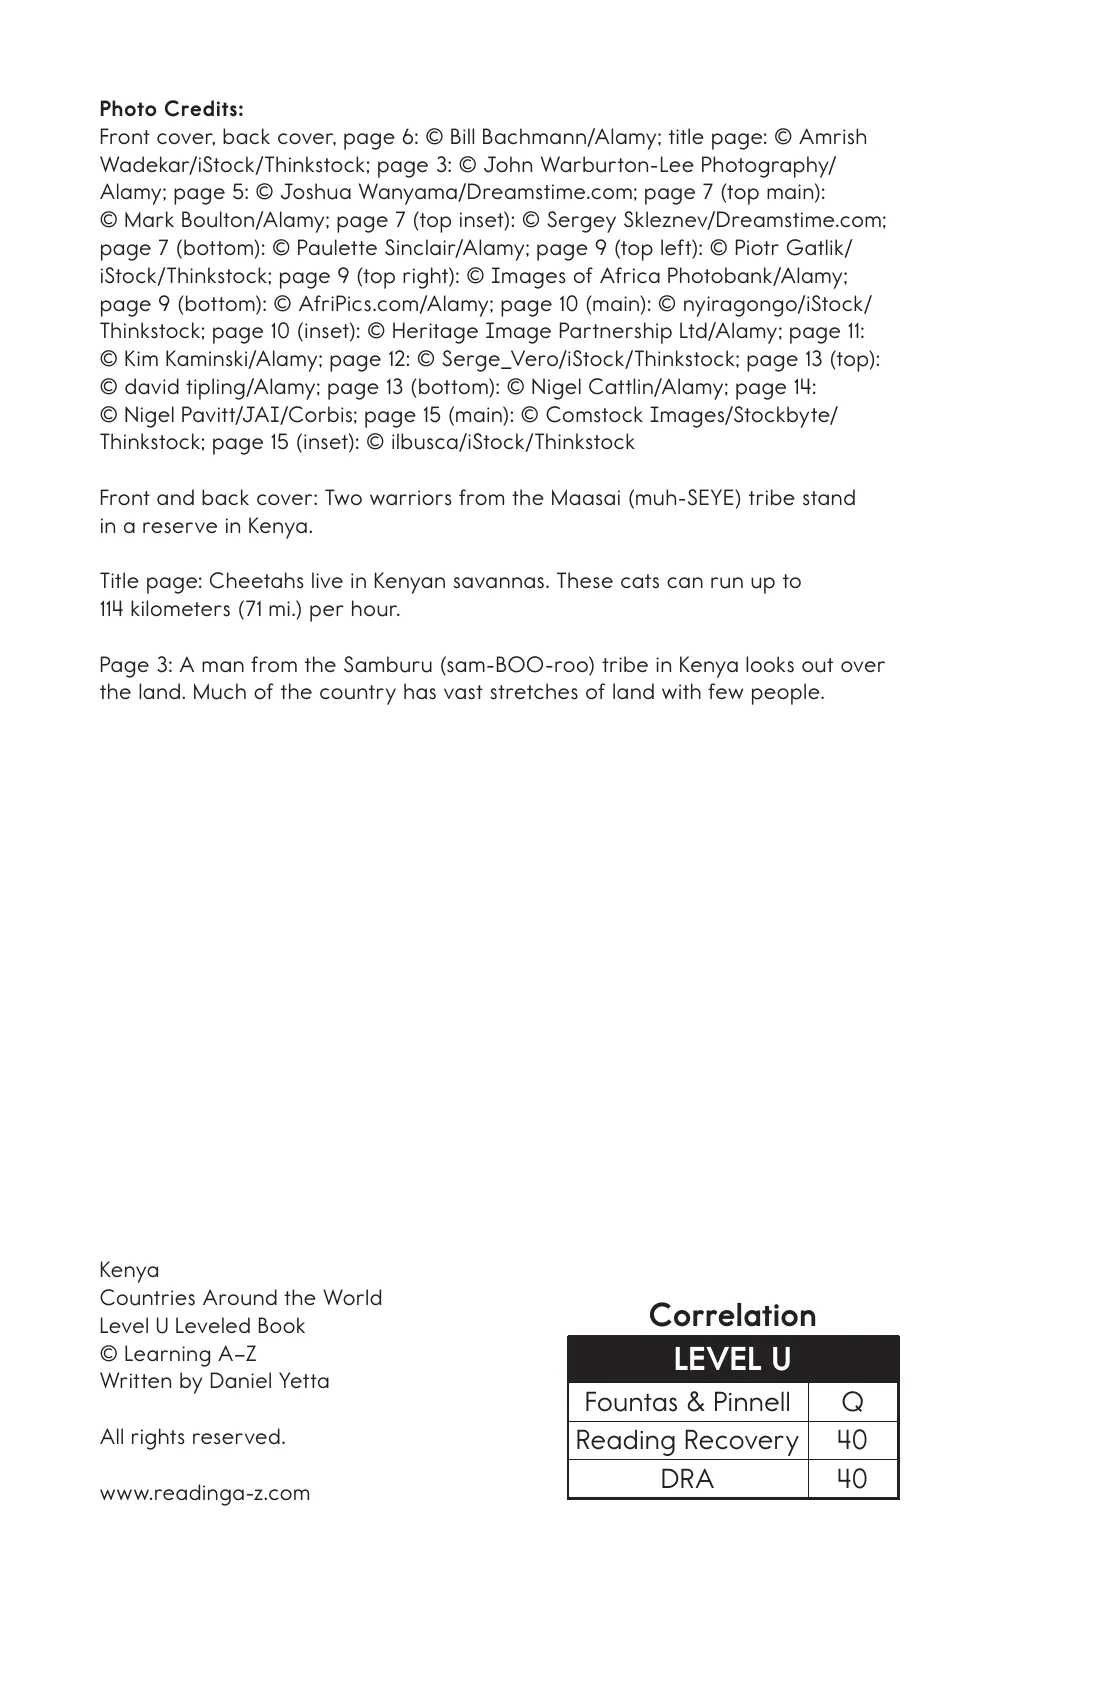 Photo Credits:
Front cover, back cover, page 6: © Bill Bachmann/Alamy; title page: © Amrish
Wadekar/iStock/Thinkstock; page 3: © John Warburton-Lee Photography/
Alamy; page 5: © Joshua Wanyama/Dreamstime.com; page 7 (top main):
© Mark Boulton/Alamy; page 7 (top inset): © Sergey Skleznev/Dreamstime.com;
page 7 (bottom): © Paulette Sinclair/Alamy; page 9 (top left): © Piotr Gatlik/
iStock/Thinkstock; page 9 (top right): © Images of Africa Photobank/Alamy;
page 9 (bottom): © AfriPics.com/Alamy; page 10 (main): © nyiragongo/iStock/
Thinkstock; page 10 (inset): © Heritage Image Partnership Ltd/Alamy; page 11:
© Kim Kaminski/Alamy; page 12: © Serge_Vero/iStock/Thinkstock; page 13 (top):
© david tipling/Alamy; page 13 (bottom): © Nigel Cattlin/Alamy; page 14:
© Nigel Pavitt/JAI/Corbis; page 15 (main): © Comstock Images/Stockbyte/
Thinkstock; page 15 (inset): © ilbusca/iStock/Thinkstock
Front and back cover: Two warriors from the Maasai (muh-SEYE) tribe stand
in a reserve in Kenya.
Title page: Cheetahs live in Kenyan savannas. These cats can run up to
114 kilometers (71 mi.) per hour.
Page 3: A man from the Samburu (sam-BOO-roo) tribe in Kenya looks out over
the land. Much of the country has vast stretches of land with few people.
Kenya
Countries Around the World
Level U Leveled Book
© Learning A–Z
Written by Daniel Yetta
All rights reserved.
www.readinga-z.com
Correlation
LEVEL U
Fountas & Pinnell Q
Reading Recovery 40
DRA 40